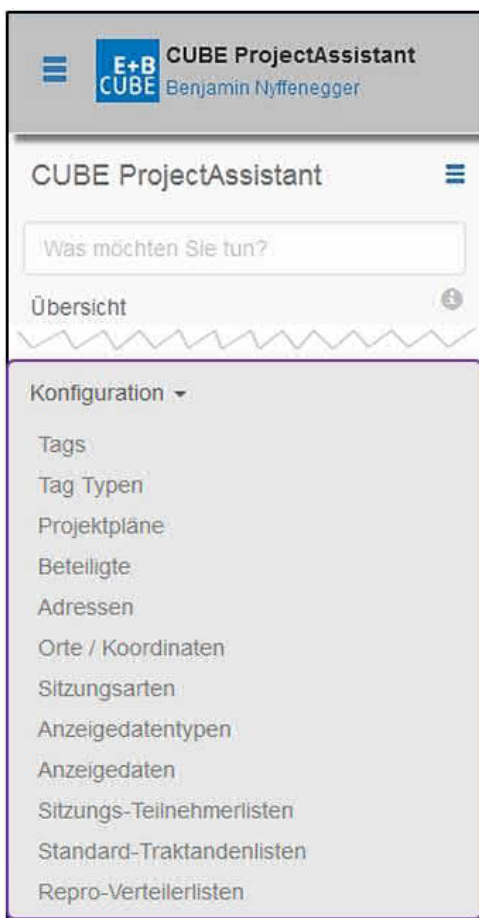 E+B
CUBE
CUBE ProjectAssistant
Benjamin Nyffenegger
CUBE ProjectAssistant
Was möchten Sie tun?
Übersicht
Konfiguration
Tags
Tag Typen
Projektpläne
Beteiligte
Adressen
Orte / Koordinaten
Sitzungsarten
Anzeigedatentypen
Anzeigedaten
Sitzungs-Teilnehmerlisten
Standard-Traktandenlisten
Repro-Verteilerlisten